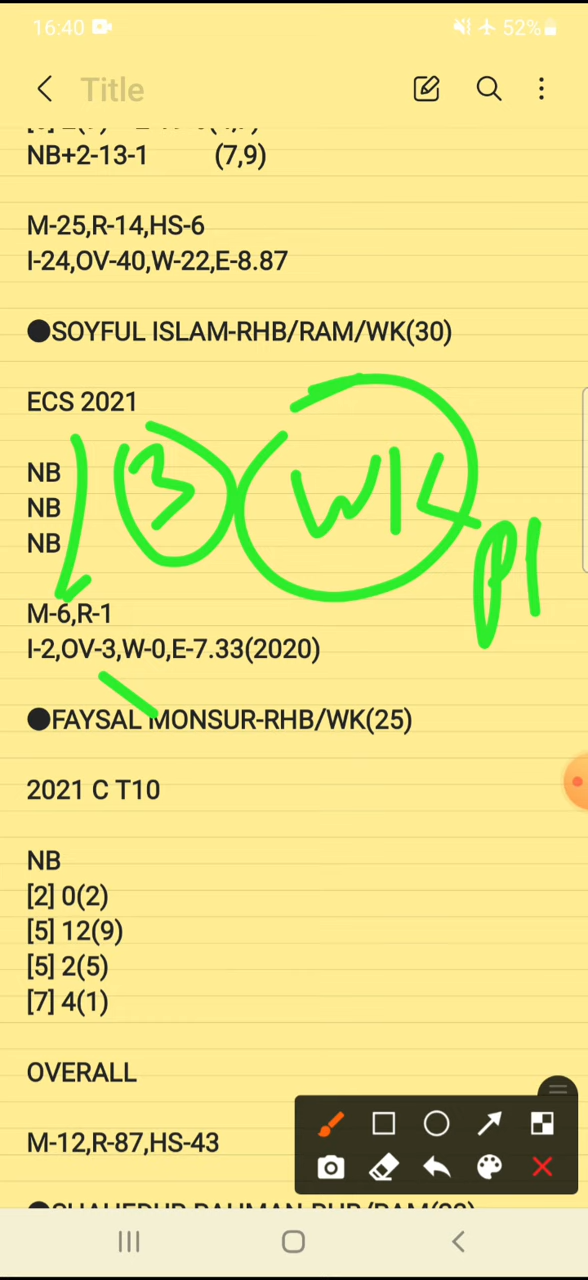 16:40 52%
Title
NB+2-13-1 (7,9)
M-25,R-14,HS-6
I-24,OV-40,W-22,E-8.87
●SOYFUL ISLAM-RHB/RAM/WK(30)
ECS 2021
NB
NB
NB
3 WK
M-6,R-1
I-2,OV-3,W-0,E-7.33(2020)
●FAYSAL MONSUR-RHB/WK(25)
2021 C T10
NB
[2] 0(2)
[5] 12(9)
[5] 2(5)
[7] 4(1)
OVERALL
M-12,R-87,HS-43